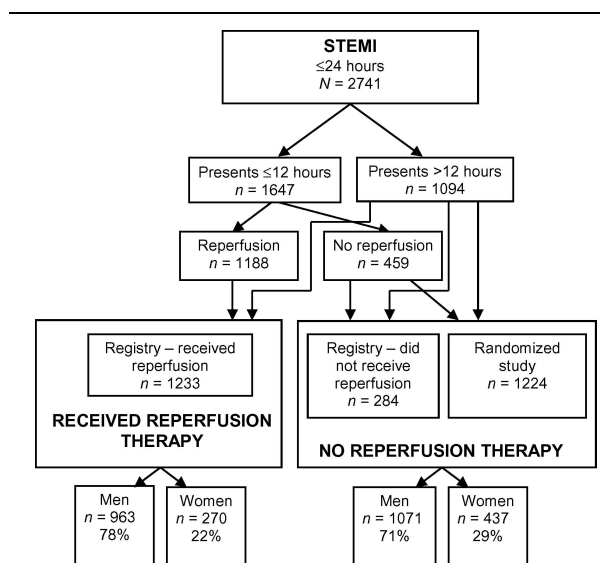 STEMI
≤24 hours
N = 2741
Presents ≤12 hours
n = 1647
Presents >12 hours
n = 1094
Reperfusion
n = 1188
No reperfusion
n = 459
Registry – received
reperfusion
n = 1233
RECEIVED REPERFUSION
THERAPY
Registry – did
not receive
reperfusion
n = 284
Randomized
study
n = 1224
NO REPERFUSION THERAPY
Men
n = 963
78%
Women
n = 270
22%
Men
n = 1071
71%
Women
n = 437
29%